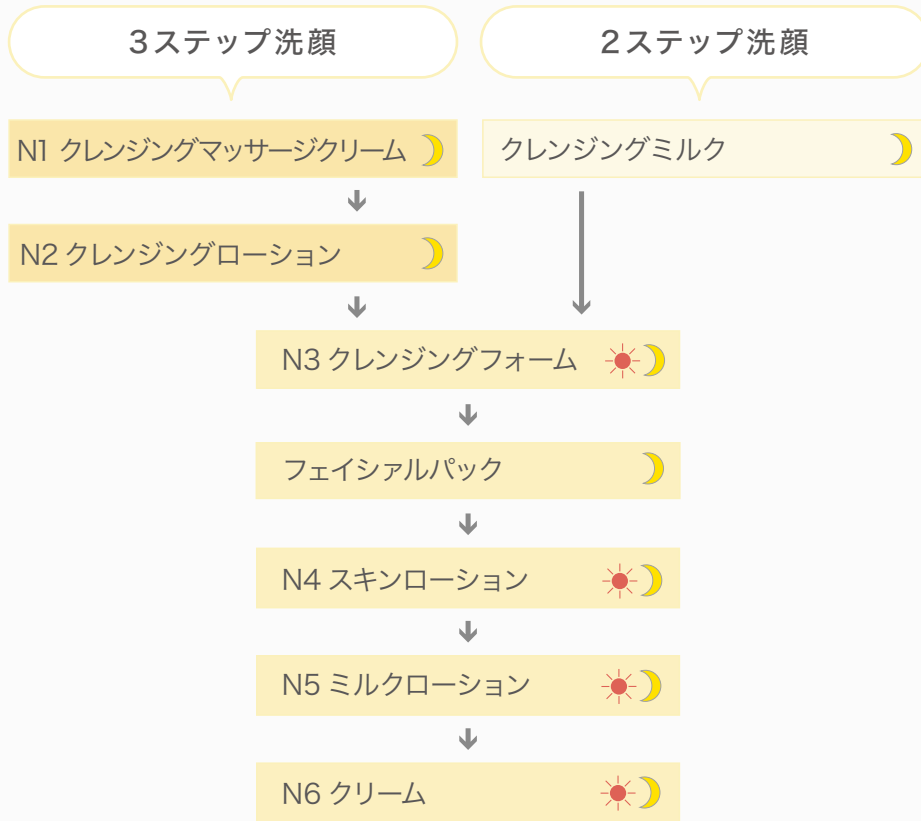 3ステップ洗顔
2ステップ洗顔
N1 クレンジングマッサージクリーム
クレンジングミルク
N2 クレンジングローション
N3 クレンジングフォーム
フェイシャルパック
N4 スキンローション
N5 ミルクローション
N6 クリーム